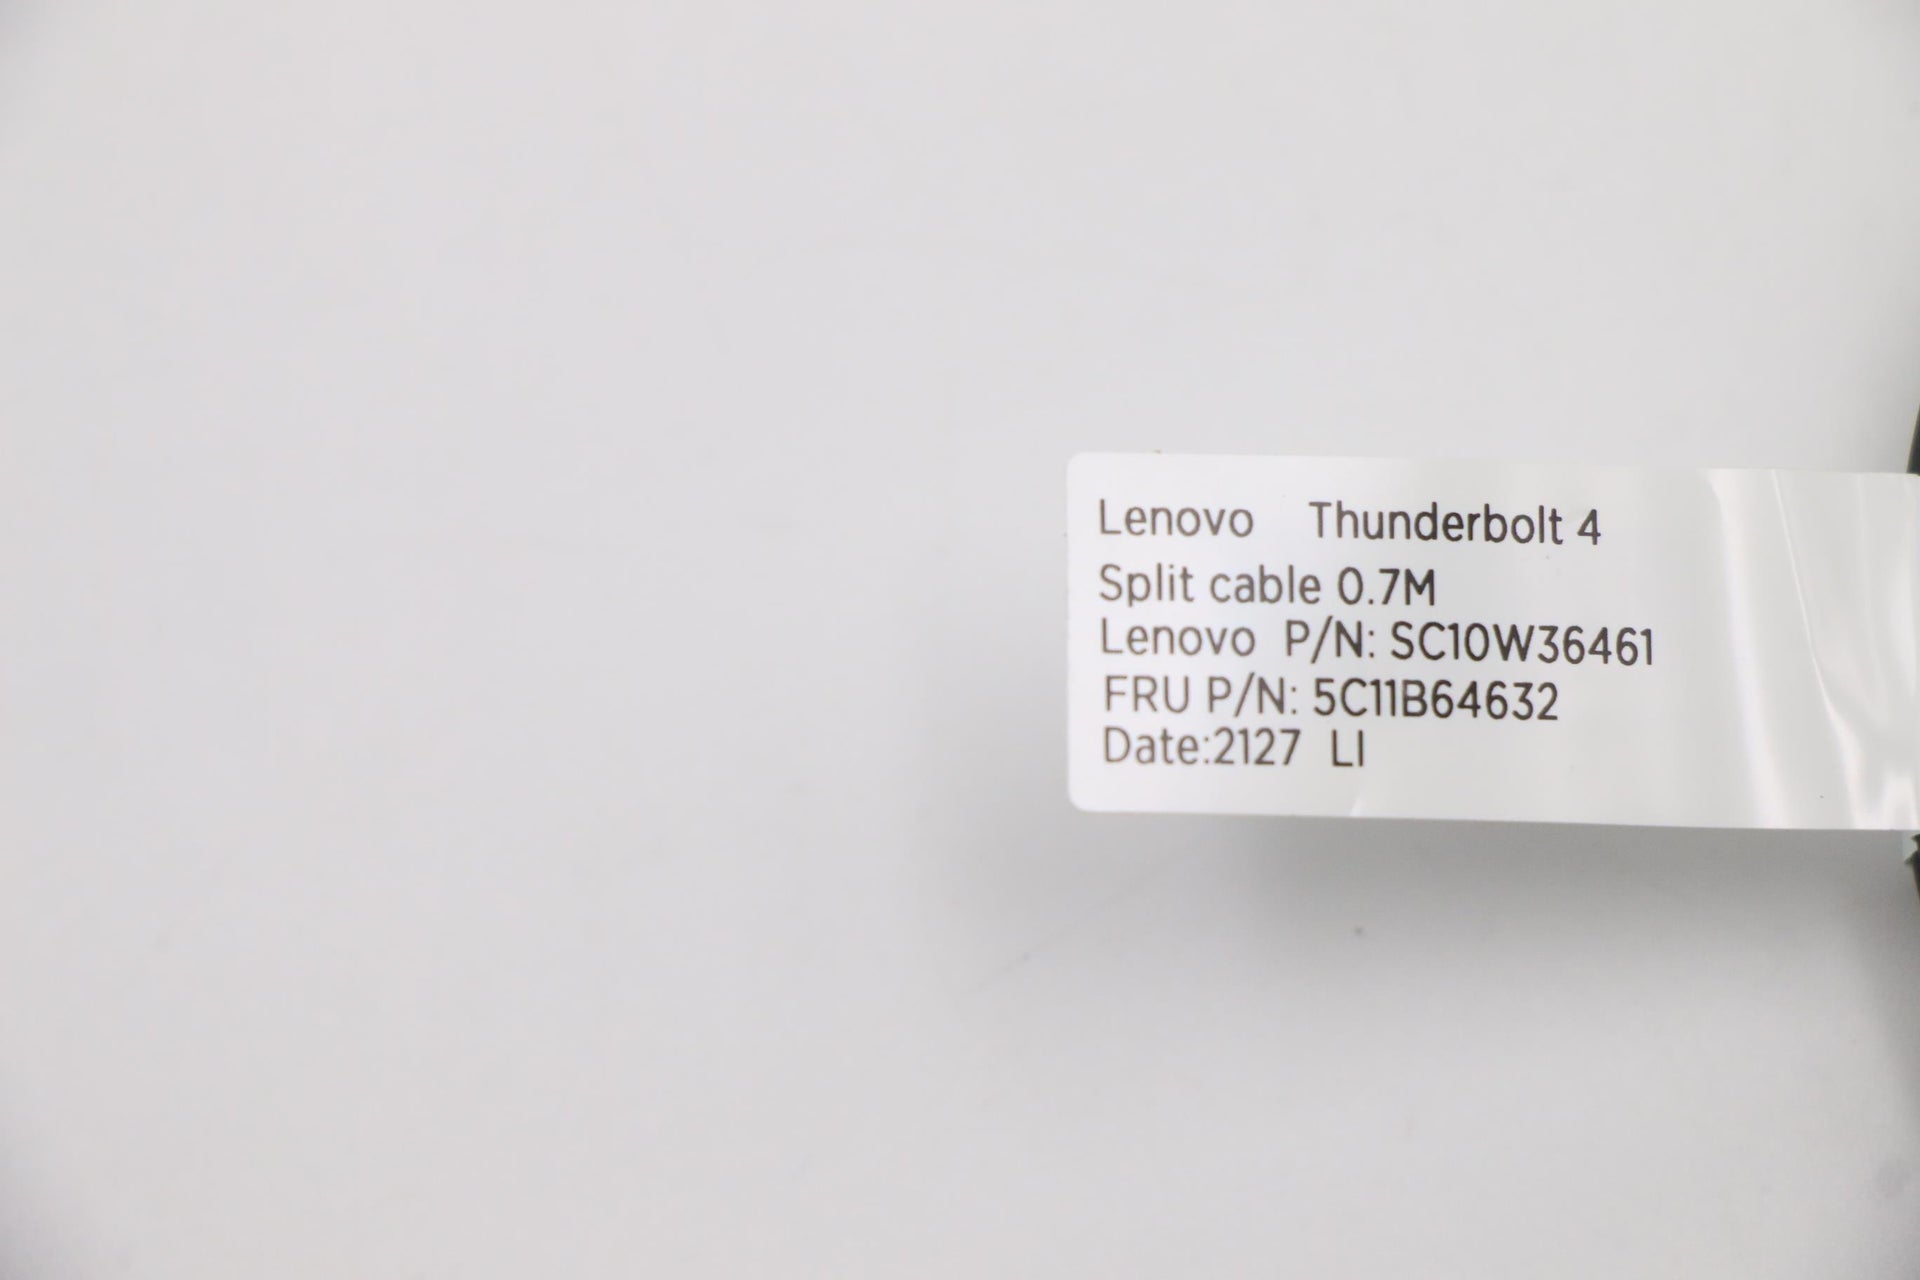 Lenovo Thunderbolt 4
Split cable 0.7M
Lenovo P/N: SC10W36461
FRU P/N: 5C11B64632
Date:2127 LI